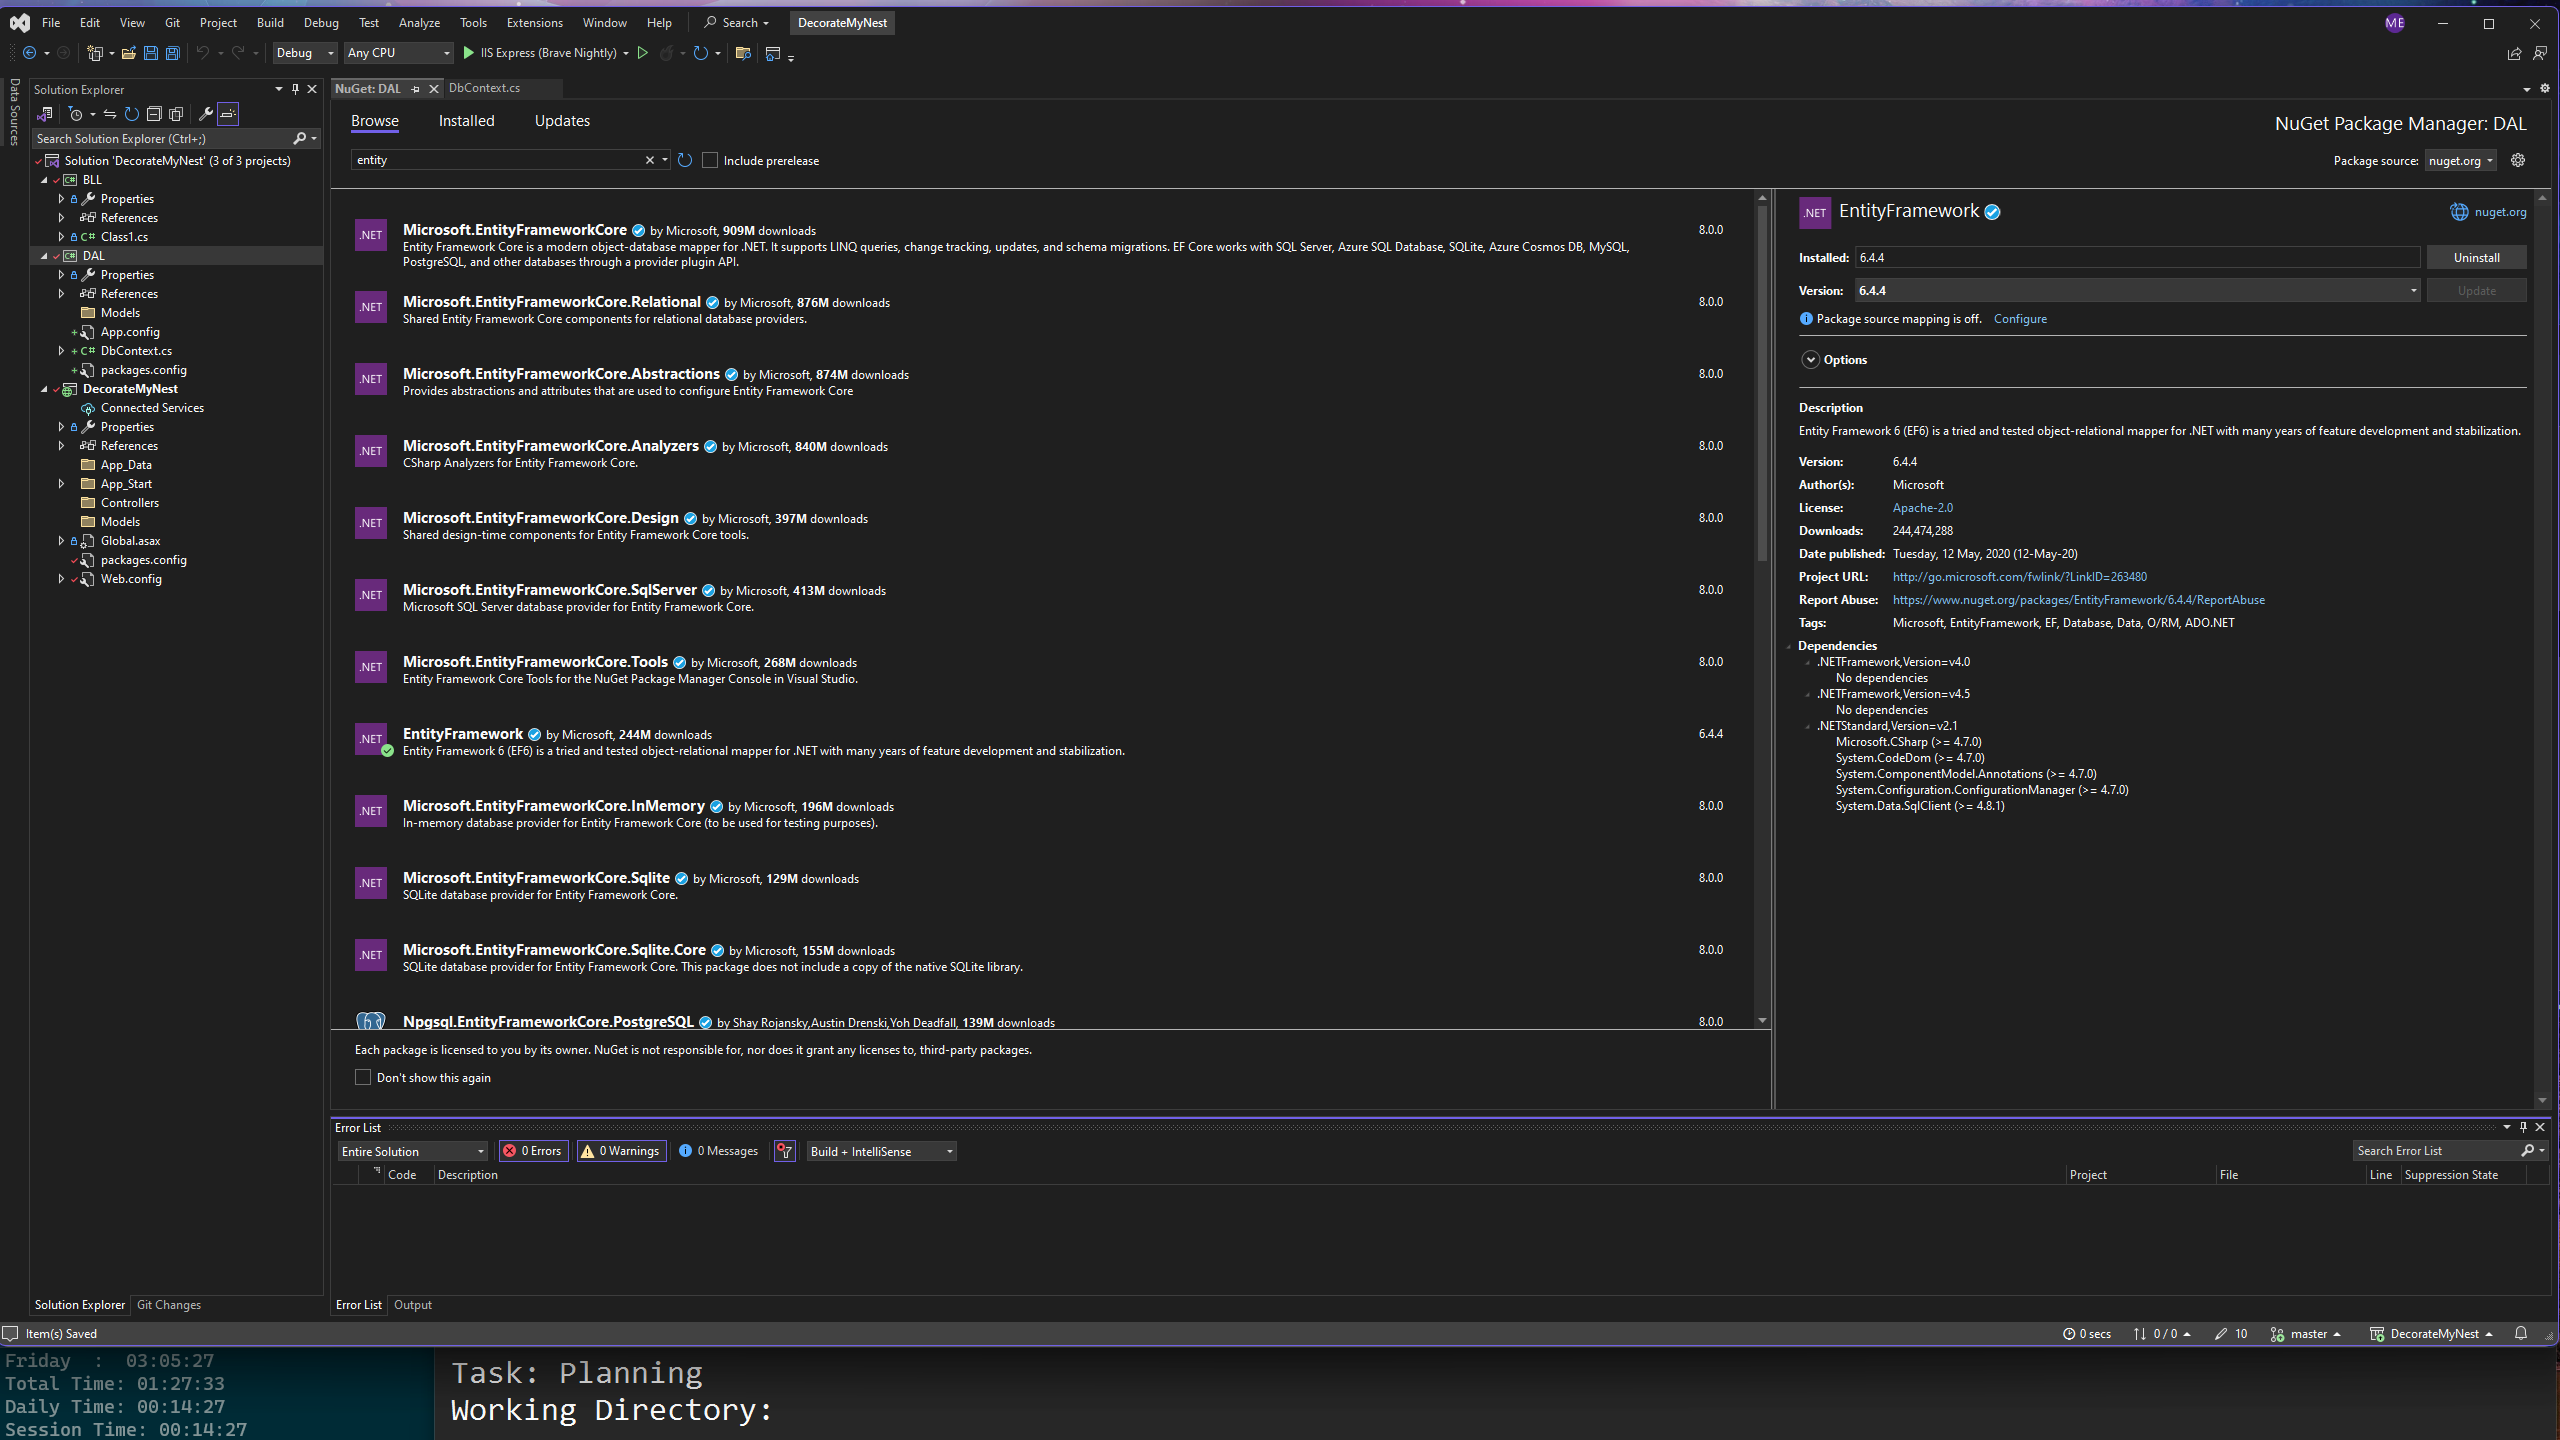 File Edit View Git Project Build Debug Test Analyze Tools Extensions Window Help Search DecorateMyNest ME
Debug Any CPU IIS Express (Brave Nightly)
Data Sources
Solution Explorer
Search Solution Explorer (Ctrl+;)
Solution 'DecorateMyNest' (3 of 3 projects)
BLL
Properties
References
C# Class1.cs
DAL
Properties
References
Models
App.config
C# DbContext.cs
packages.config
DecorateMyNest
Connected Services
Properties
References
App_Data
App_Start
Controllers
Models
Global.asax
packages.config
Web.config
Solution Explorer Git Changes
NuGet: DAL DbContext.cs
Browse Installed Updates
NuGet Package Manager: DAL
entity Include prerelease
Package source: nuget.org
.NET Microsoft.EntityFrameworkCore by Microsoft, 909M downloads 8.0.0
Entity Framework Core is a modern object-database mapper for .NET. It supports LINQ queries, change tracking, updates, and schema migrations. EF Core works with SQL Server, Azure SQL Database, SQLite, Azure Cosmos DB, MySQL,
PostgreSQL, and other databases through a provider plugin API.
.NET Microsoft.EntityFrameworkCore.Relational by Microsoft, 876M downloads 8.0.0
Shared Entity Framework Core components for relational database providers.
.NET Microsoft.EntityFrameworkCore.Abstractions by Microsoft, 874M downloads 8.0.0
Provides abstractions and attributes that are used to configure Entity Framework Core
.NET Microsoft.EntityFrameworkCore.Analyzers by Microsoft, 840M downloads 8.0.0
CSharp Analyzers for Entity Framework Core.
.NET Microsoft.EntityFrameworkCore.Design by Microsoft, 397M downloads 8.0.0
Shared design-time components for Entity Framework Core tools.
.NET Microsoft.EntityFrameworkCore.SqlServer by Microsoft, 413M downloads 8.0.0
Microsoft SQL Server database provider for Entity Framework Core.
.NET Microsoft.EntityFrameworkCore.Tools by Microsoft, 268M downloads 8.0.0
Entity Framework Core Tools for the NuGet Package Manager Console in Visual Studio.
.NET EntityFramework by Microsoft, 244M downloads 6.4.4
Entity Framework 6 (EF6) is a tried and tested object-relational mapper for .NET with many years of feature development and stabilization.
.NET Microsoft.EntityFrameworkCore.InMemory by Microsoft, 196M downloads 8.0.0
In-memory database provider for Entity Framework Core (to be used for testing purposes).
.NET Microsoft.EntityFrameworkCore.Sqlite by Microsoft, 129M downloads 8.0.0
SQLite database provider for Entity Framework Core.
.NET Microsoft.EntityFrameworkCore.Sqlite.Core by Microsoft, 155M downloads 8.0.0
SQLite database provider for Entity Framework Core. This package does not include a copy of the native SQLite library.
Npgsql.EntityFrameworkCore.PostgreSQL by Shay Rojansky,Austin Drenski,Yoh Deadfall, 139M downloads 8.0.0
Each package is licensed to you by its owner. NuGet is not responsible for, nor does it grant any licenses to, third-party packages.
Don't show this again
.NET EntityFramework nuget.org
Installed: 6.4.4 Uninstall
Version: 6.4.4 Update
Package source mapping is off. Configure
Options
Description
Entity Framework 6 (EF6) is a tried and tested object-relational mapper for .NET with many years of feature development and stabilization.
Version: 6.4.4
Author(s): Microsoft
License: Apache-2.0
Downloads: 244,474,288
Date published: Tuesday, 12 May, 2020 (12-May-20)
Project URL: http://go.microsoft.com/fwlink/?LinkID=263480
Report Abuse: https://www.nuget.org/packages/EntityFramework/6.4.4/ReportAbuse
Tags: Microsoft, EntityFramework, EF, Database, Data, O/RM, ADO.NET
Dependencies
.NETFramework,Version=v4.0
No dependencies
.NETFramework,Version=v4.5
No dependencies
.NETStandard,Version=v2.1
Microsoft.CSharp (>= 4.7.0)
System.CodeDom (>= 4.7.0)
System.ComponentModel.Annotations (>= 4.7.0)
System.Configuration.ConfigurationManager (>= 4.7.0)
System.Data.SqlClient (>= 4.8.1)
Error List
Entire Solution 0 Errors 0 Warnings 0 Messages Build + IntelliSense Search Error List
Code Description Project File Line Suppression State
Error List Output
Item(s) Saved 0 secs 0 / 0 10 master DecorateMyNest
Friday : 03:05:27
Total Time: 01:27:33
Daily Time: 00:14:27
Session Time: 00:14:27
Task: Planning
Working Directory: